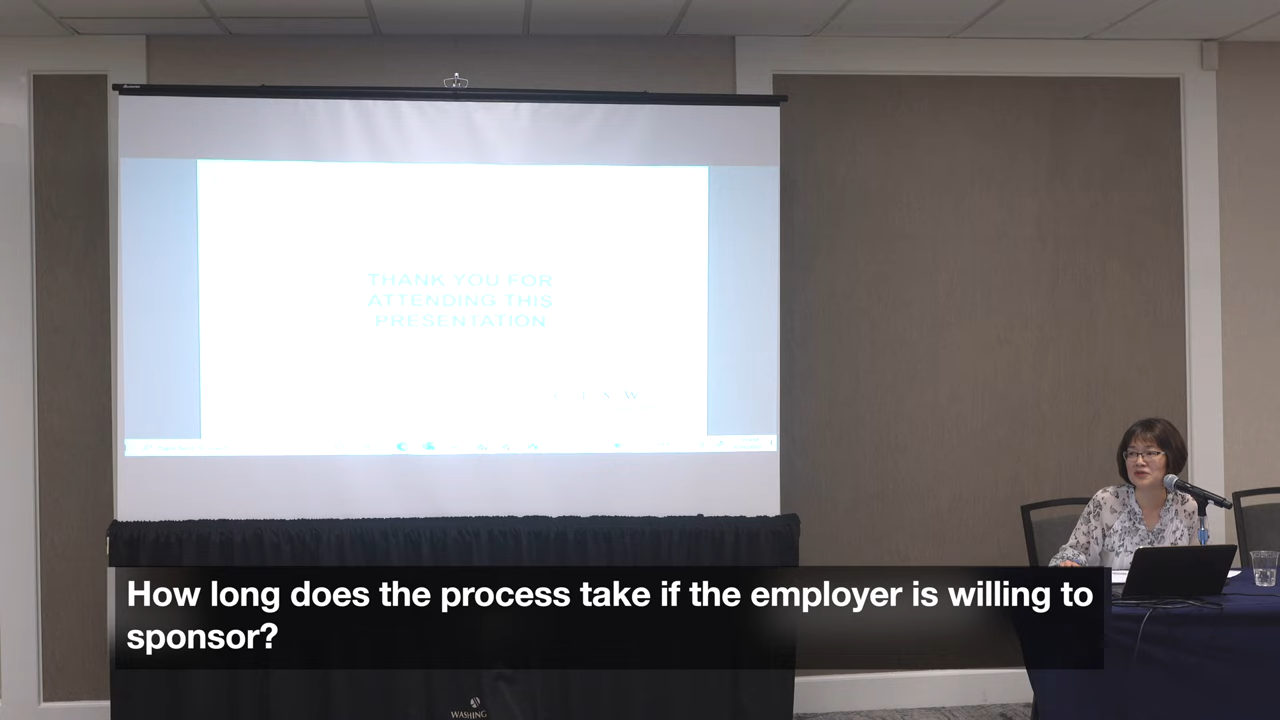 THANK YOU FOR
ATTENDING THIS
PRESENTATION
How long does the process take if the employer is willing to
sponsor?
WASHING